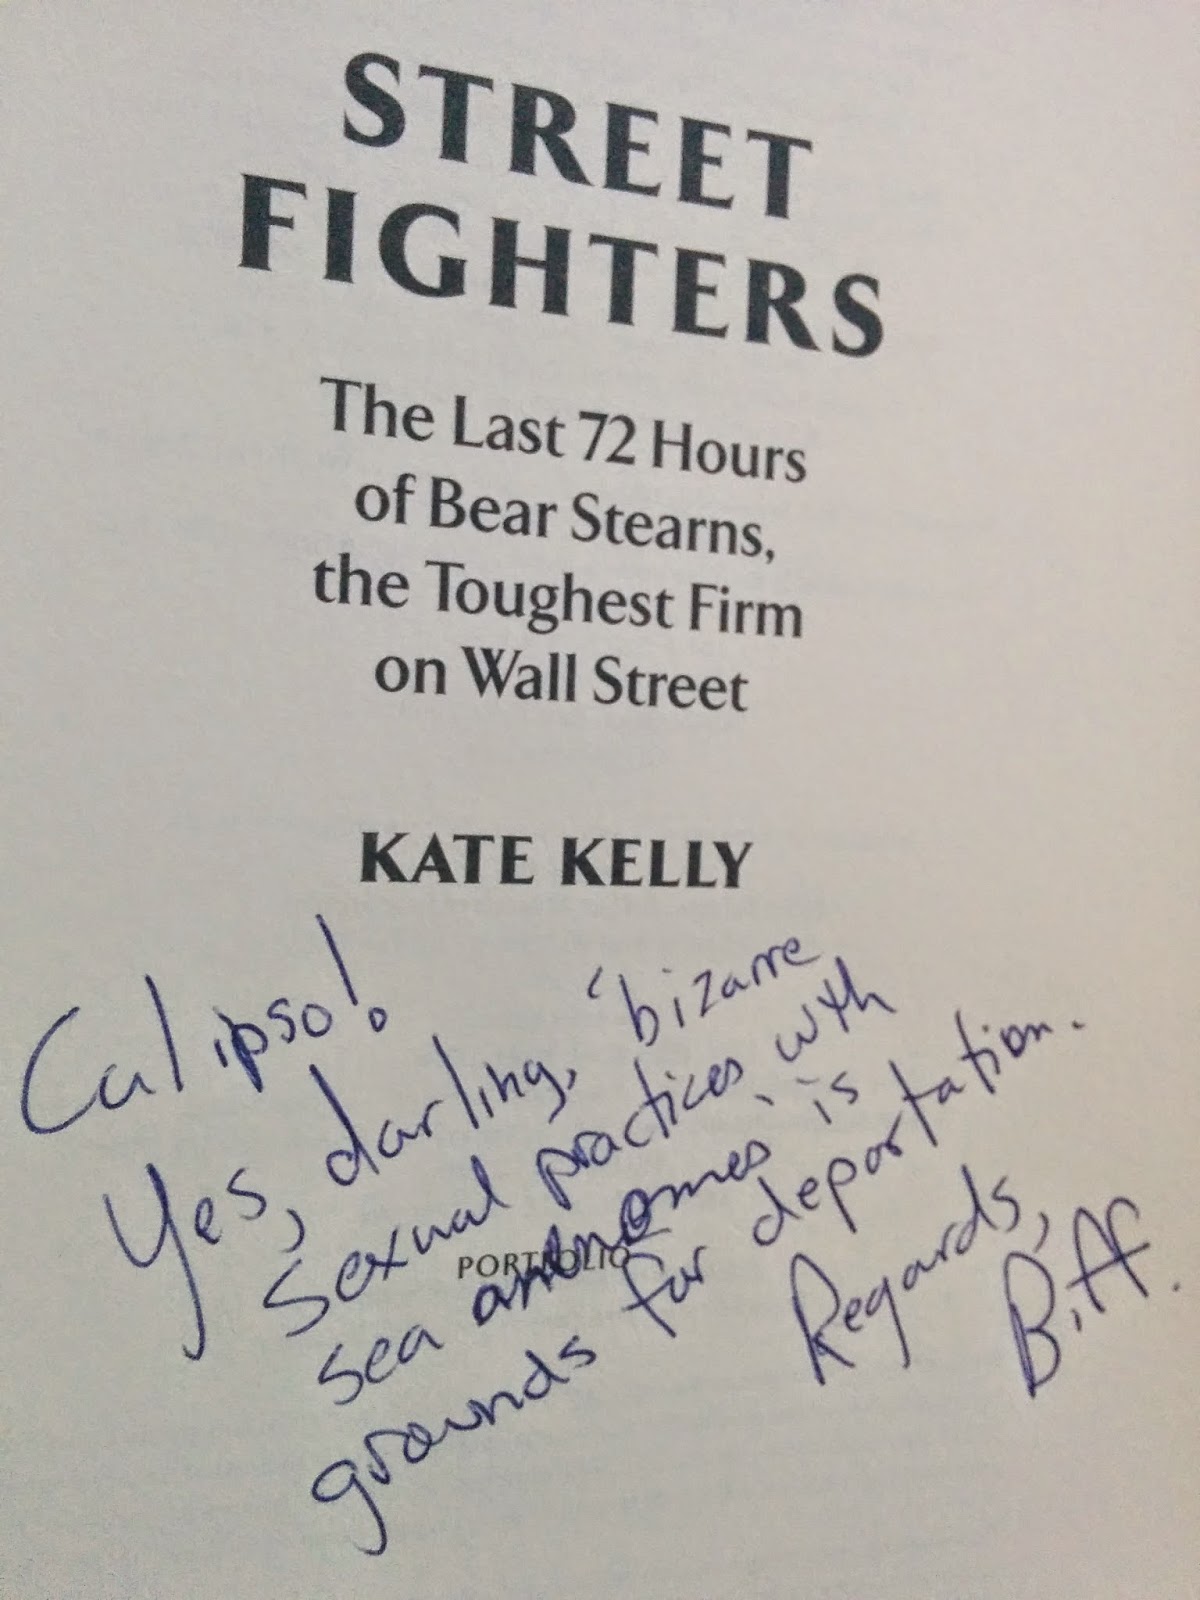 STREET
FIGHTERS
The Last 72 Hours
of Bear Stearns,
the Toughest Firm
on Wall Street
KATE KELLY
Calipso!
Yes, darling, "bizarre
sexual practices" with
sea anemones is
grounds for deportation.
Regards,
Biff.
PORTFOLIO